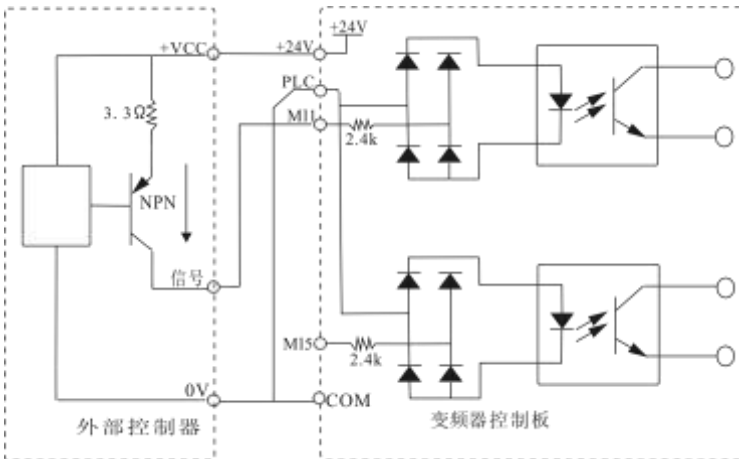 +24V
+VCC
+24V
PLC
3.3Ω
MI1
2.4k
NPN
信号
MI5
2.4k
0V
COM
外部控制器
变频器控制板